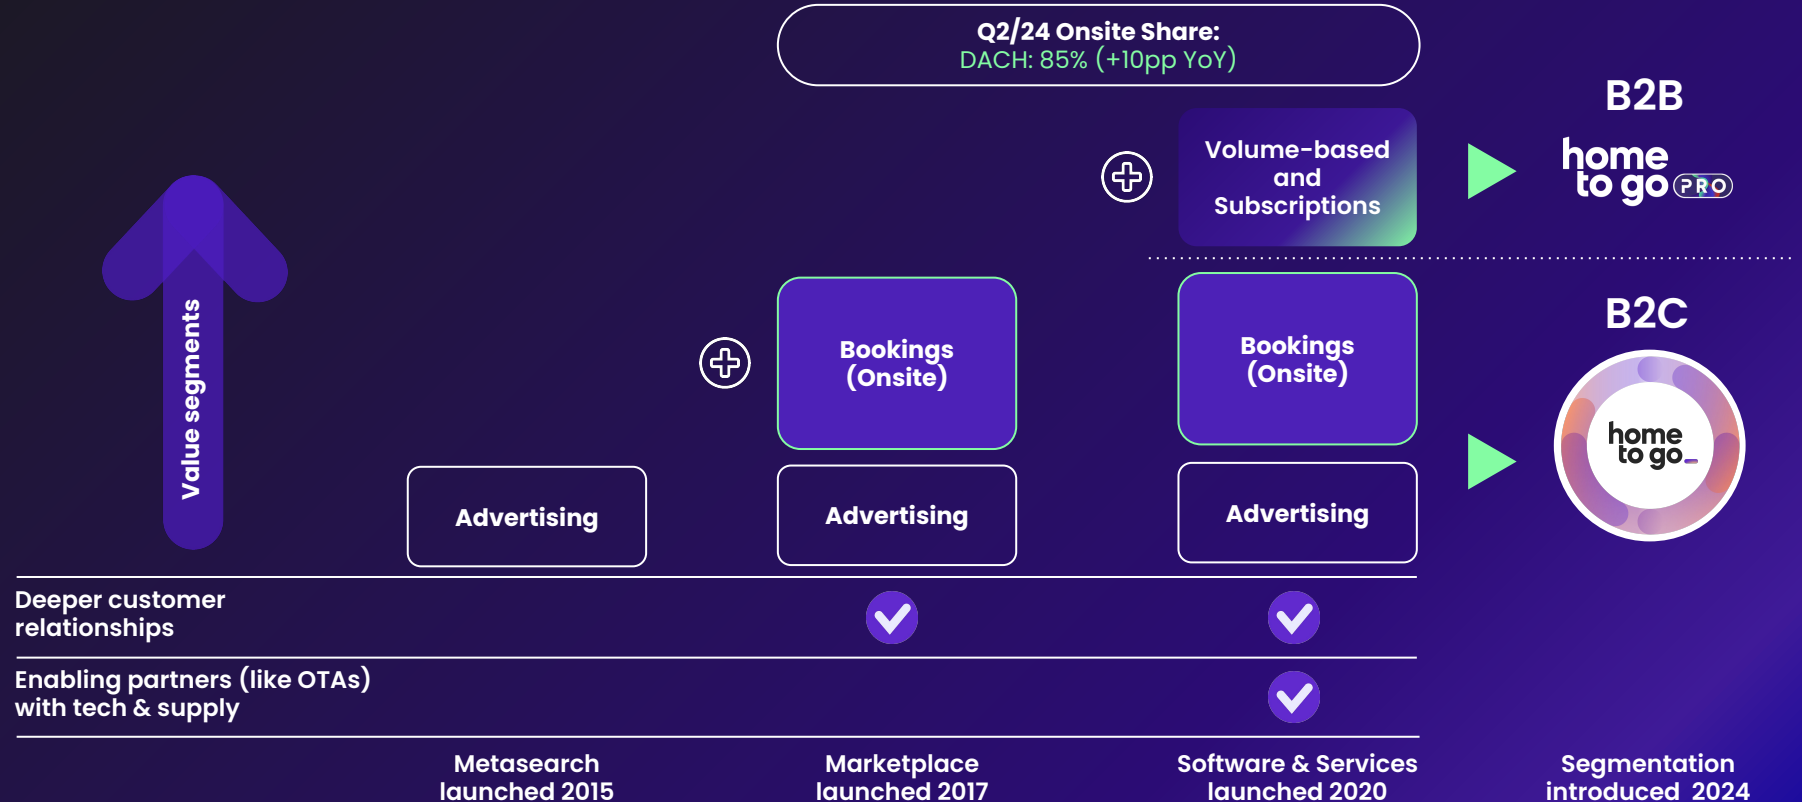 Q2/24 Onsite Share:
DACH: 85% (+10pp YoY)
B2B
home
to go PRO
Volume-based
and
Subscriptions
Value segments
Bookings
(Onsite)
Bookings
(Onsite)
B2C
home
to go
Advertising
Advertising
Advertising
Deeper customer
relationships
Enabling partners (like OTAs)
with tech & supply
Metasearch
launched 2015
Marketplace
launched 2017
Software & Services
launched 2020
Segmentation
introduced 2024